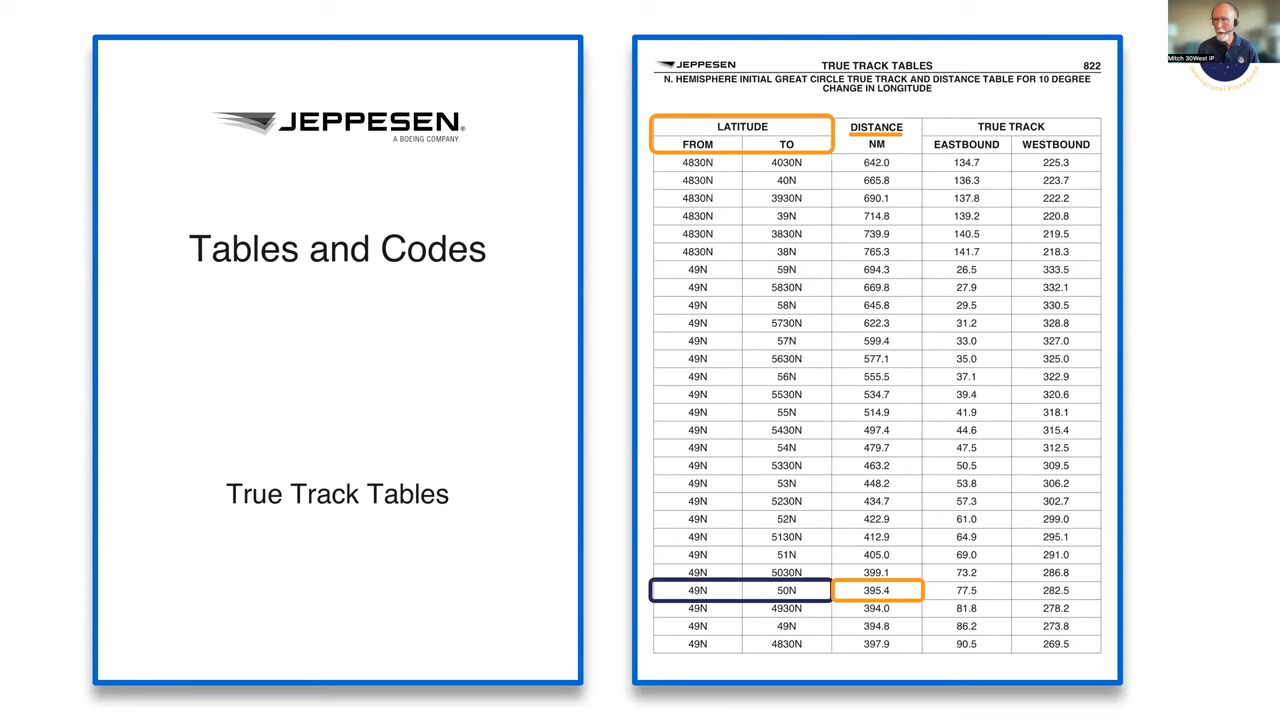 JEPPESEN®
A BOEING COMPANY
Tables and Codes
True Track Tables
JEPPESEN TRUE TRACK TABLES 822
N. HEMISPHERE INITIAL GREAT CIRCLE TRUE TRACK AND DISTANCE TABLE FOR 10 DEGREE
CHANGE IN LONGITUDE
LATITUDE DISTANCE TRUE TRACK
FROM TO NM EASTBOUND WESTBOUND
4830N 4030N 642.0 134.7 225.3
4830N 40N 665.8 136.3 223.7
4830N 3930N 690.1 137.8 222.2
4830N 39N 714.8 139.2 220.8
4830N 3830N 739.9 140.5 219.5
4830N 38N 765.3 141.7 218.3
49N 59N 694.3 26.5 333.5
49N 5830N 669.8 27.9 332.1
49N 58N 645.8 29.5 330.5
49N 5730N 622.3 31.2 328.8
49N 57N 599.4 33.0 327.0
49N 5630N 577.1 35.0 325.0
49N 56N 555.5 37.1 322.9
49N 5530N 534.7 39.4 320.6
49N 55N 514.9 41.9 318.1
49N 5430N 497.4 44.6 315.4
49N 54N 479.7 47.5 312.5
49N 5330N 463.2 50.5 309.5
49N 53N 448.2 53.8 306.2
49N 5230N 434.7 57.3 302.7
49N 52N 422.9 61.0 299.0
49N 5130N 412.9 64.9 295.1
49N 51N 405.0 69.0 291.0
49N 5030N 399.1 73.2 286.8
49N 50N 395.4 77.5 282.5
49N 4930N 394.0 81.8 278.2
49N 49N 394.8 86.2 273.8
49N 4830N 397.9 90.5 269.5
Mitch 30West IP
International Procedures